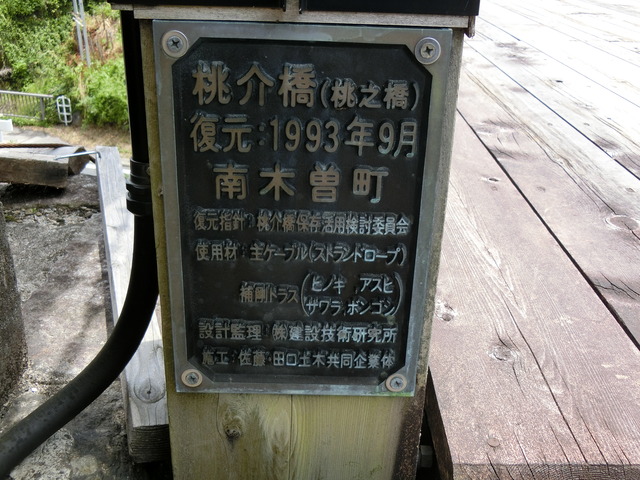 桃介橋(桃之橋)
復元:1993年9月
南木曽町
復元指針:桃介橋保存活用検討委員会
使用材:主ケーブル(ストランドロープ)
補剛トラス(ヒノキ,アスヒ
サワラ,ボンゴシ)
設計監理:㈱建設技術研究所
施工:佐藤・田口土木共同企業体